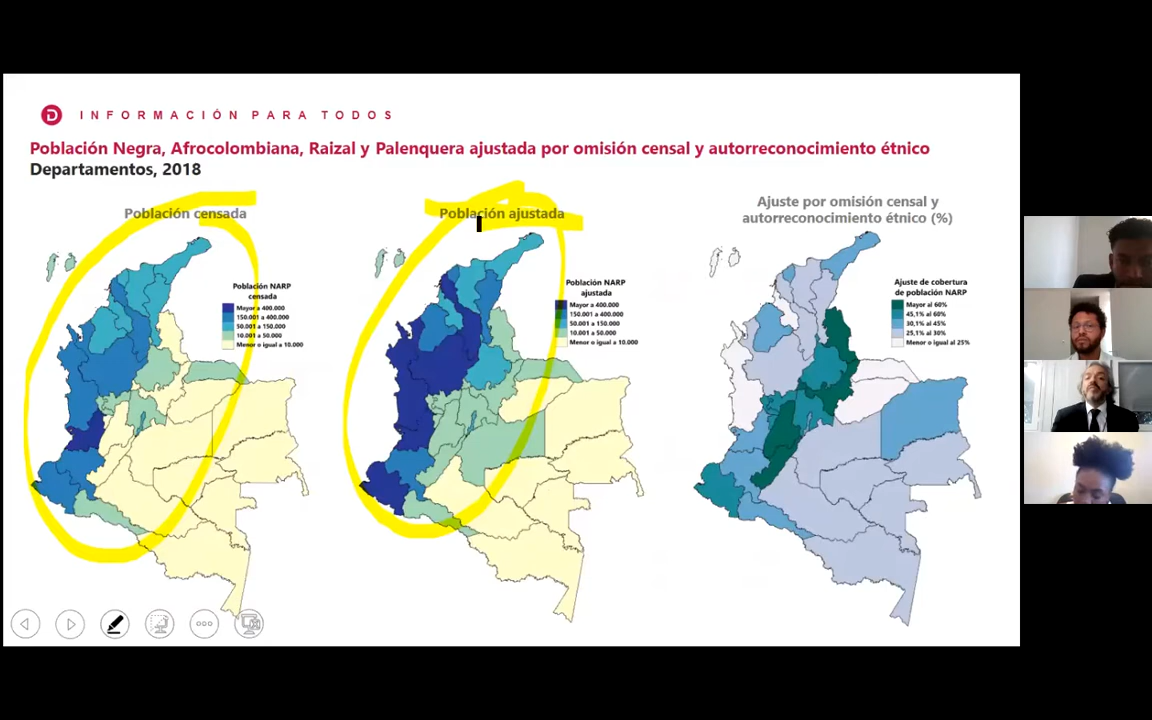 INFORMACIÓN PARA TODOS
Población Negra, Afrocolombiana, Raizal y Palenquera ajustada por omisión censal y autorreconocimiento étnico
Departamentos, 2018
Población censada
Población NARP
censada
Mayor a 400.000
150.001 a 400.000
50.001 a 150.000
10.001 a 50.000
Menor o igual a 10.000
Población ajustada
Población NARP
ajustada
Mayor a 400.000
150.001 a 400.000
50.001 a 150.000
10.001 a 50.000
Menor o igual a 10.000
Ajuste por omisión censal y
autorreconocimiento étnico (%)
Ajuste de cobertura
de población NARP
Mayor al 60%
45,1% al 60%
30,1% al 45%
25,1% al 30%
Menor o igual al 25%